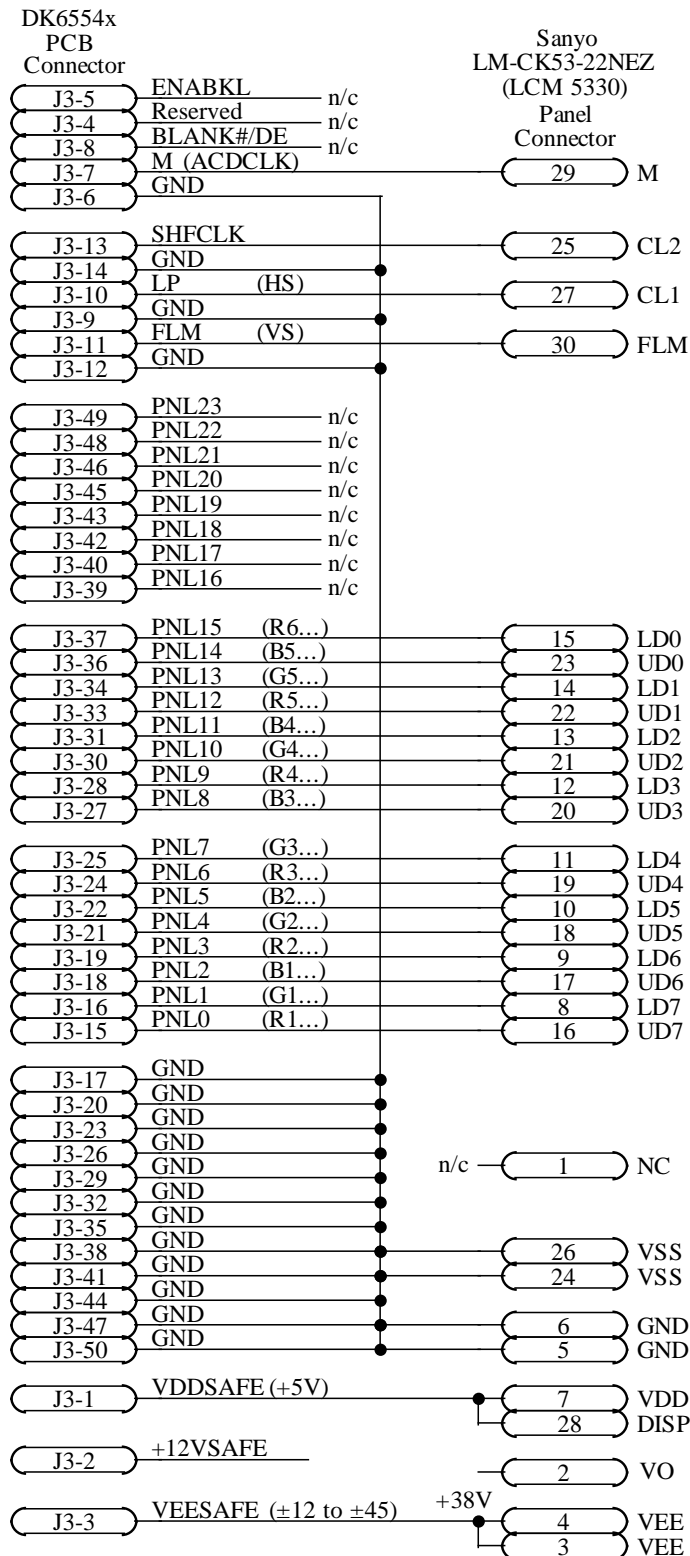 DK6554x
PCB
Connector
Sanyo
LM-CK53-22NEZ
(LCM 5330)
Panel
Connector
J3-5 ENABKL n/c
J3-4 Reserved n/c
J3-8 BLANK#/DE n/c
J3-7 M (ACDCLK) 29 M
J3-6 GND
J3-13 SHFCLK 25 CL2
J3-14 GND
J3-10 LP (HS) 27 CL1
J3-9 GND
J3-11 FLM (VS) 30 FLM
J3-12 GND
J3-49 PNL23 n/c
J3-48 PNL22 n/c
J3-46 PNL21 n/c
J3-45 PNL20 n/c
J3-43 PNL19 n/c
J3-42 PNL18 n/c
J3-40 PNL17 n/c
J3-39 PNL16 n/c
J3-37 PNL15 (R6...) 15 LD0
J3-36 PNL14 (B5...) 23 UD0
J3-34 PNL13 (G5...) 14 LD1
J3-33 PNL12 (R5...) 22 UD1
J3-31 PNL11 (B4...) 13 LD2
J3-30 PNL10 (G4...) 21 UD2
J3-28 PNL9 (R4...) 12 LD3
J3-27 PNL8 (B3...) 20 UD3
J3-25 PNL7 (G3...) 11 LD4
J3-24 PNL6 (R3...) 19 UD4
J3-22 PNL5 (B2...) 10 LD5
J3-21 PNL4 (G2...) 18 UD5
J3-19 PNL3 (R2...) 9 LD6
J3-18 PNL2 (B1...) 17 UD6
J3-16 PNL1 (G1...) 8 LD7
J3-15 PNL0 (R1...) 16 UD7
J3-17 GND
J3-20 GND
J3-23 GND
J3-26 GND n/c 1 NC
J3-29 GND
J3-32 GND
J3-35 GND
J3-38 GND 26 VSS
J3-41 GND 24 VSS
J3-44 GND
J3-47 GND 6 GND
J3-50 GND 5 GND
J3-1 VDDSAFE (+5V) 7 VDD
28 DISP
J3-2 +12VSAFE 2 VO
J3-3 VEESAFE (±12 to ±45) +38V 4 VEE
3 VEE